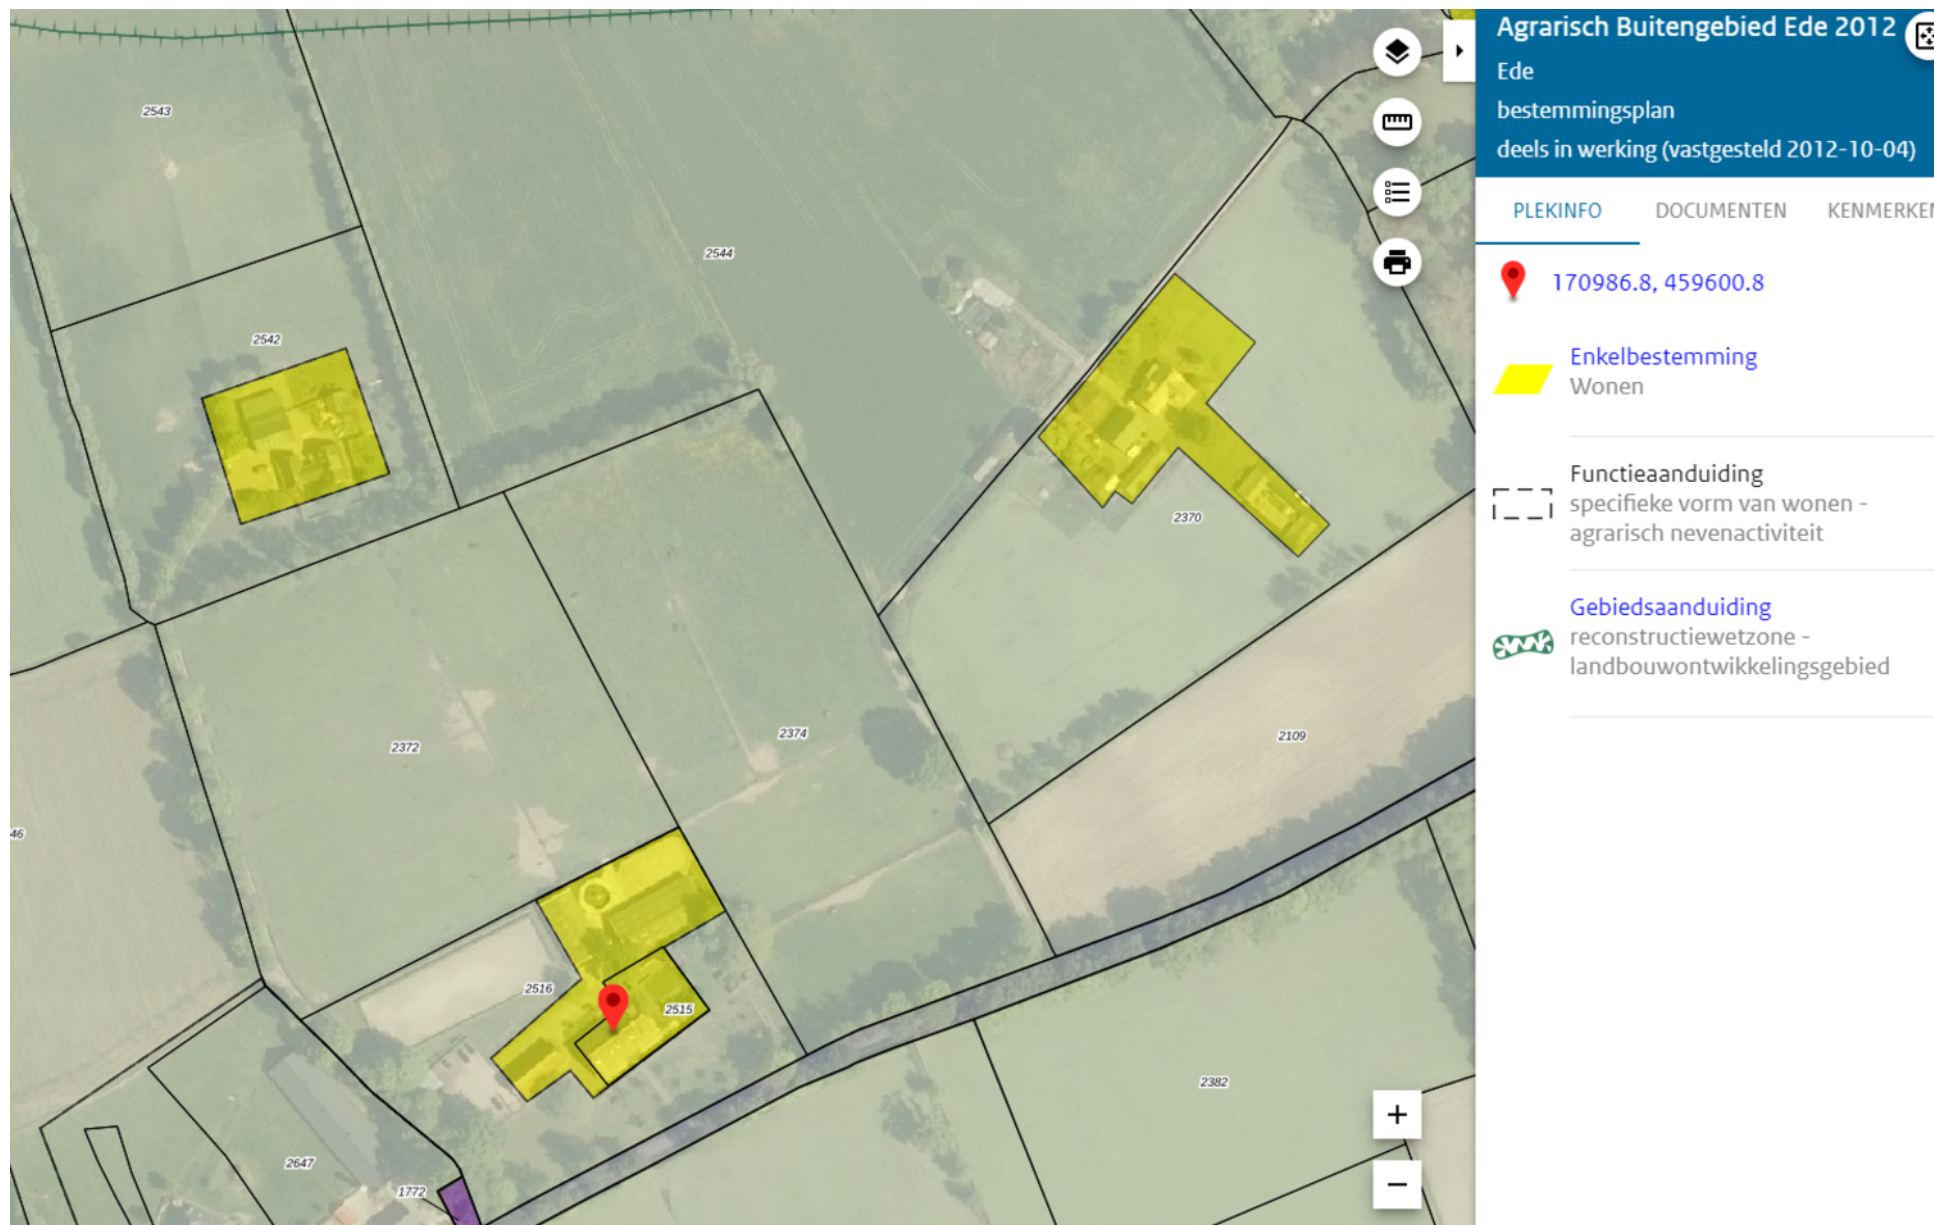 2543
2544
2542
2370
2372
2374
2109
46
2516
2515
2382
2647
1772
+
−
Agrarisch Buitengebied Ede 2012
Ede
bestemmingsplan
deels in werking (vastgesteld 2012-10-04)
PLEKINFO DOCUMENTEN KENMERKEN
170986.8, 459600.8
Enkelbestemming
Wonen
Functieaanduiding
specifieke vorm van wonen -
agrarisch nevenactiviteit
Gebiedsaanduiding
reconstructiewetzone -
landbouwontwikkelingsgebied